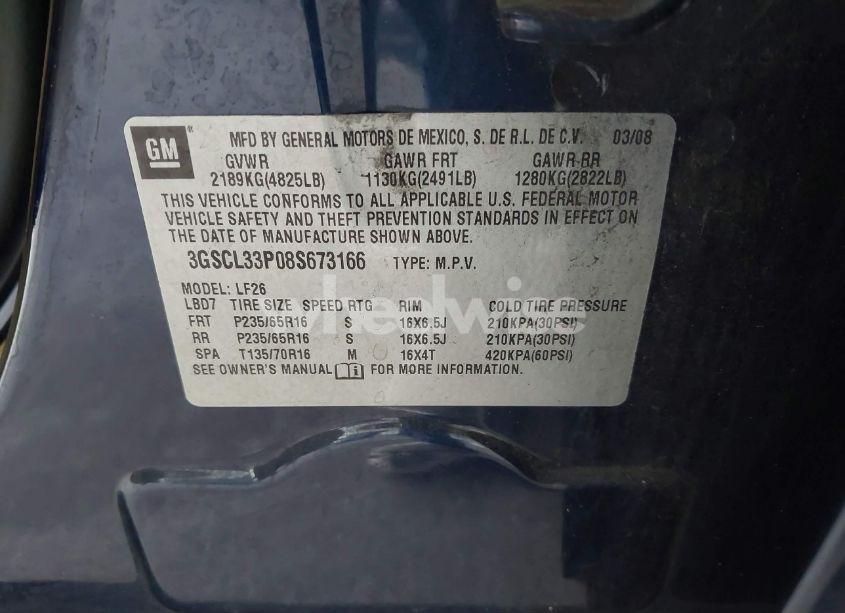 GM
MFD BY GENERAL MOTORS DE MEXICO, S. DE R.L. DE C.V. 03/08
GVWR GAWR FRT GAWR RR
2189KG(4825LB) 1130KG(2491LB) 1280KG(2822LB)
THIS VEHICLE CONFORMS TO ALL APPLICABLE U.S. FEDERAL MOTOR
VEHICLE SAFETY AND THEFT PREVENTION STANDARDS IN EFFECT ON
THE DATE OF MANUFACTURE SHOWN ABOVE.
3GSCL33P08S673166 TYPE: M.P.V.
MODEL: LF26
LBD7 TIRE SIZE SPEED RTG RIM COLD TIRE PRESSURE
FRT P235/65R16 S 16X6.5J 210KPA(30PSI)
RR P235/65R16 S 16X6.5J 210KPA(30PSI)
SPA T135/70R16 M 16X4T 420KPA(60PSI)
SEE OWNER'S MANUAL FOR MORE INFORMATION.